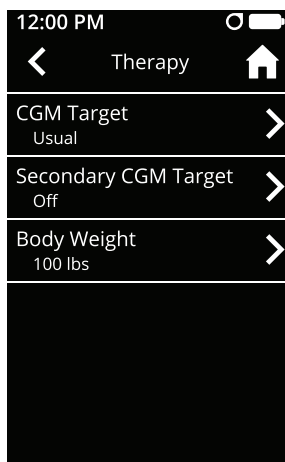 12:00 PM
Therapy
CGM Target
Usual
Secondary CGM Target
Off
Body Weight
100 lbs